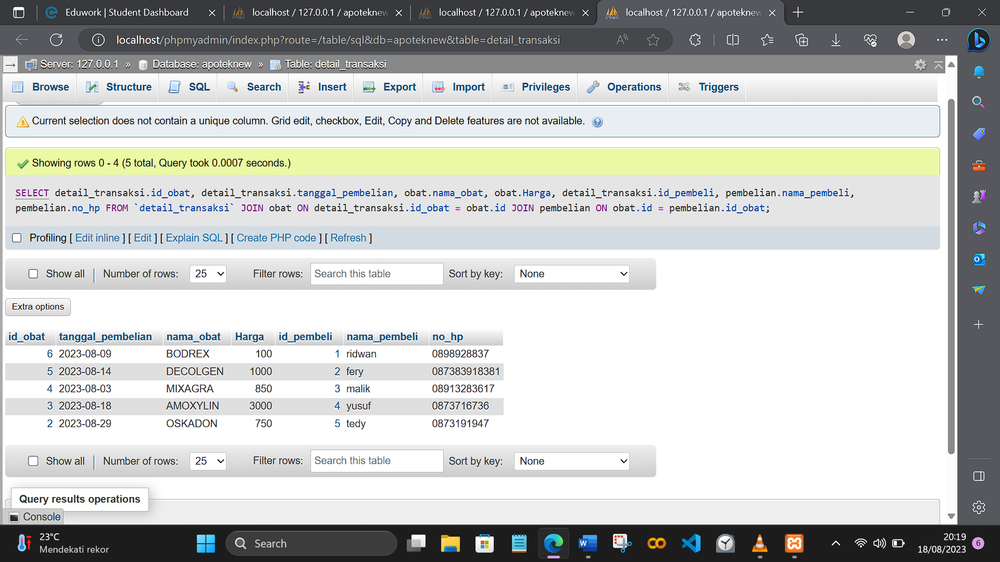 Eduwork | Student Dashboard
localhost / 127.0.0.1 / apoteknew
localhost / 127.0.0.1 / apoteknew
localhost / 127.0.0.1 / apoteknew
localhost/phpmyadmin/index.php?route=/table/sql&db=apoteknew&table=detail_transaksi
Server: 127.0.0.1 » Database: apoteknew » Table: detail_transaksi
Browse Structure SQL Search Insert Export Import Privileges Operations Triggers
Current selection does not contain a unique column. Grid edit, checkbox, Edit, Copy and Delete features are not available.
Showing rows 0 - 4 (5 total, Query took 0.0007 seconds.)
SELECT detail_transaksi.id_obat, detail_transaksi.tanggal_pembelian, obat.nama_obat, obat.Harga, detail_transaksi.id_pembeli, pembelian.nama_pembeli,
pembelian.no_hp FROM `detail_transaksi` JOIN obat ON detail_transaksi.id_obat = obat.id JOIN pembelian ON obat.id = pembelian.id_obat;
Profiling [ Edit inline ] [ Edit ] [ Explain SQL ] [ Create PHP code ] [ Refresh ]
Show all Number of rows: 25 Filter rows: Search this table Sort by key: None
Extra options
id_obat tanggal_pembelian nama_obat Harga id_pembeli nama_pembeli no_hp
6 2023-08-09 BODREX 100 1 ridwan 0898928837
5 2023-08-14 DECOLGEN 1000 2 fery 087383918381
4 2023-08-03 MIXAGRA 850 3 malik 08913283617
3 2023-08-18 AMOXYLIN 3000 4 yusuf 0873716736
2 2023-08-29 OSKADON 750 5 tedy 0873191947
Show all Number of rows: 25 Filter rows: Search this table Sort by key: None
Query results operations
Console
23°C
Mendekati rekor
Search
20:19
18/08/2023
6